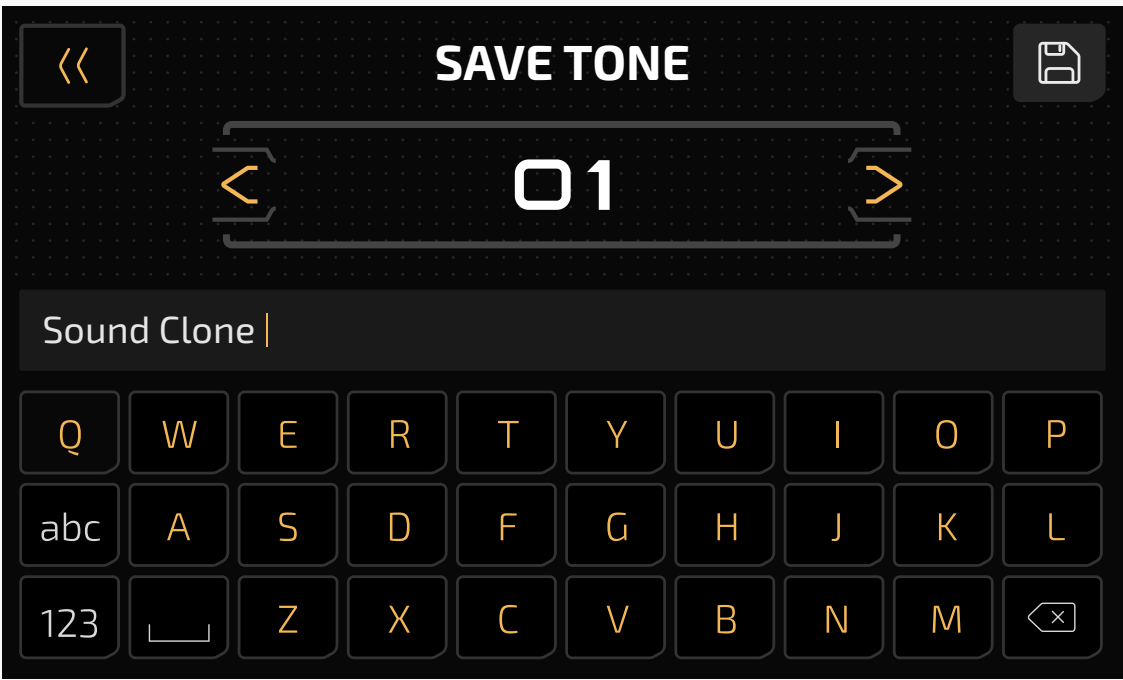 SAVE TONE
01
Sound Clone
Q W E R T Y U I O P
abc A S D F G H J K L
123 Z X C V B N M